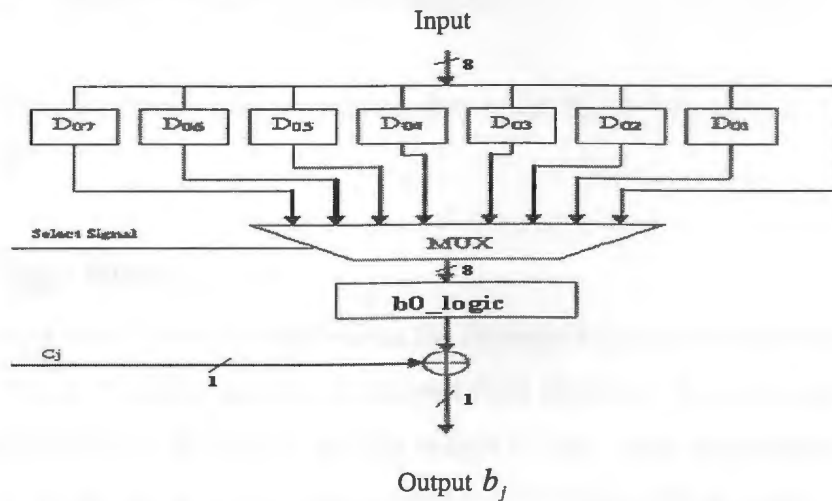 Input
8
D07 D06 D05 D04 D03 D02 D01
Select Signal
MUX
8
b0_logic
Cj
1
1
Output bj